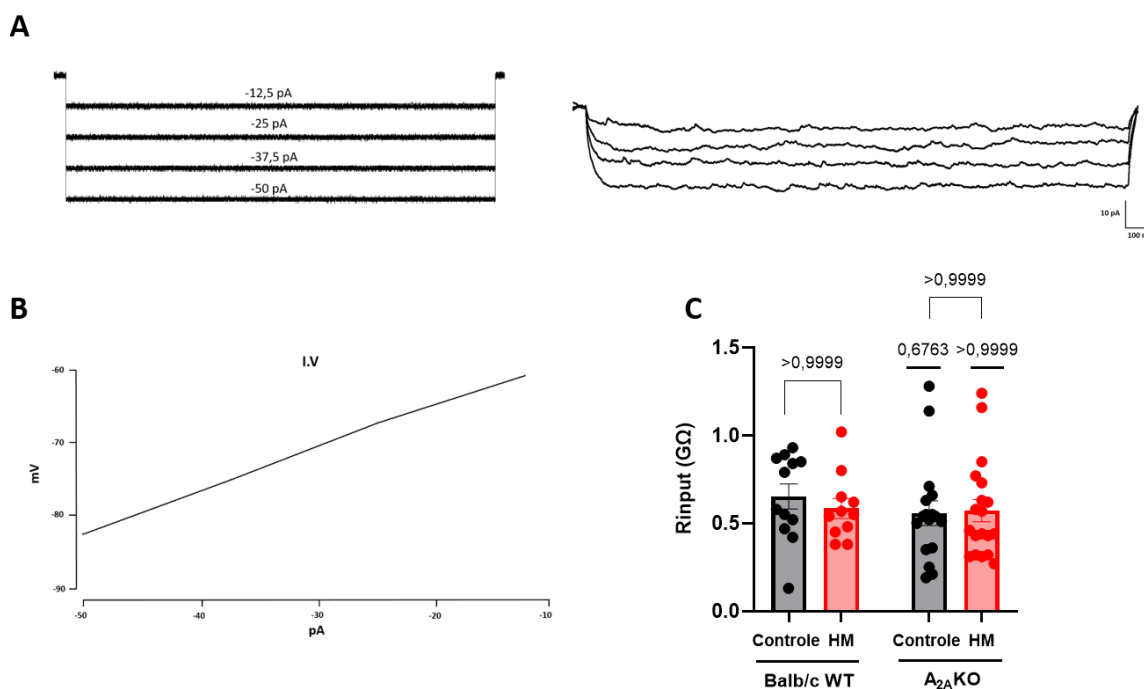 A
-12,5 pA
-25 pA
-37,5 pA
-50 pA
10 pA
100
B
I.V
-60
-70
-80
-90
mV
-50
-40
-30
-20
-10
pA
C
>0,9999
0,6763 >0,9999
>0,9999
1.5
1.0
0.5
0.0
Rinput (GΩ)
Controle HM Controle HM
Balb/c WT A2AKO